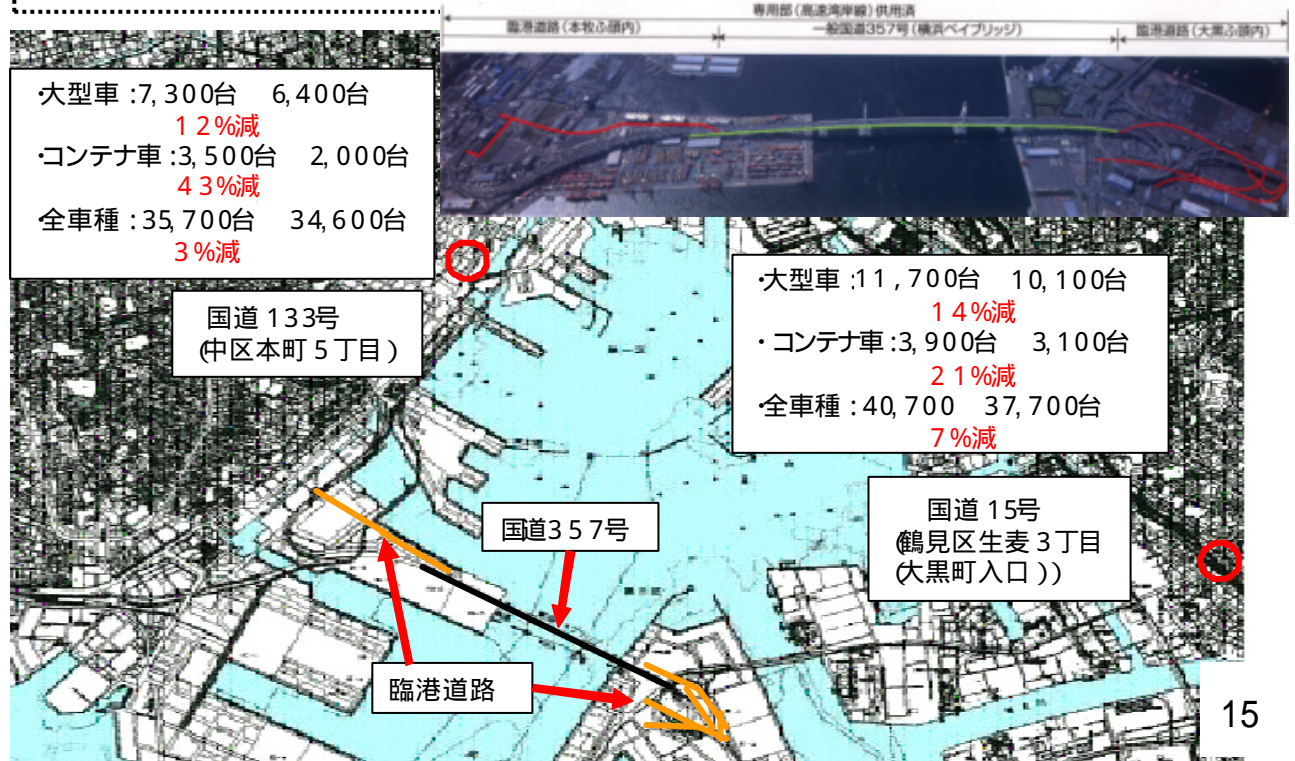 専用部(高速湾岸線)供用済
臨港道路(本牧ふ頭内)
一般国道357号(横浜ベイブリッジ)
臨港道路(大黒ふ頭内)
・大型車:7,300台 6,400台
12%減
・コンテナ車:3,500台 2,000台
43%減
・全車種:35,700台 34,600台
3%減
国道133号
(中区本町5丁目)
・大型車:11,700台 10,100台
14%減
・コンテナ車:3,900台 3,100台
21%減
・全車種:40,700 37,700台
7%減
国道357号
国道15号
(鶴見区生麦3丁目
(大黒町入口))
臨港道路
15